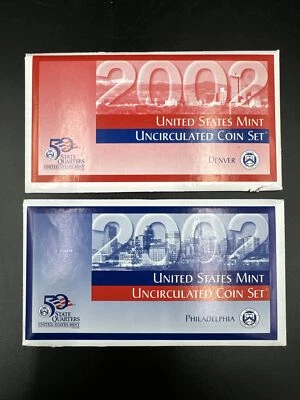 2002
UNITED STATES MINT
UNCIRCULATED COIN SET
DENVER
50
STATE
QUARTERS
UNITED STATES MINT
2002
UNITED STATES MINT
UNCIRCULATED COIN SET
PHILADELPHIA
50
STATE
QUARTERS
UNITED STATES MINT